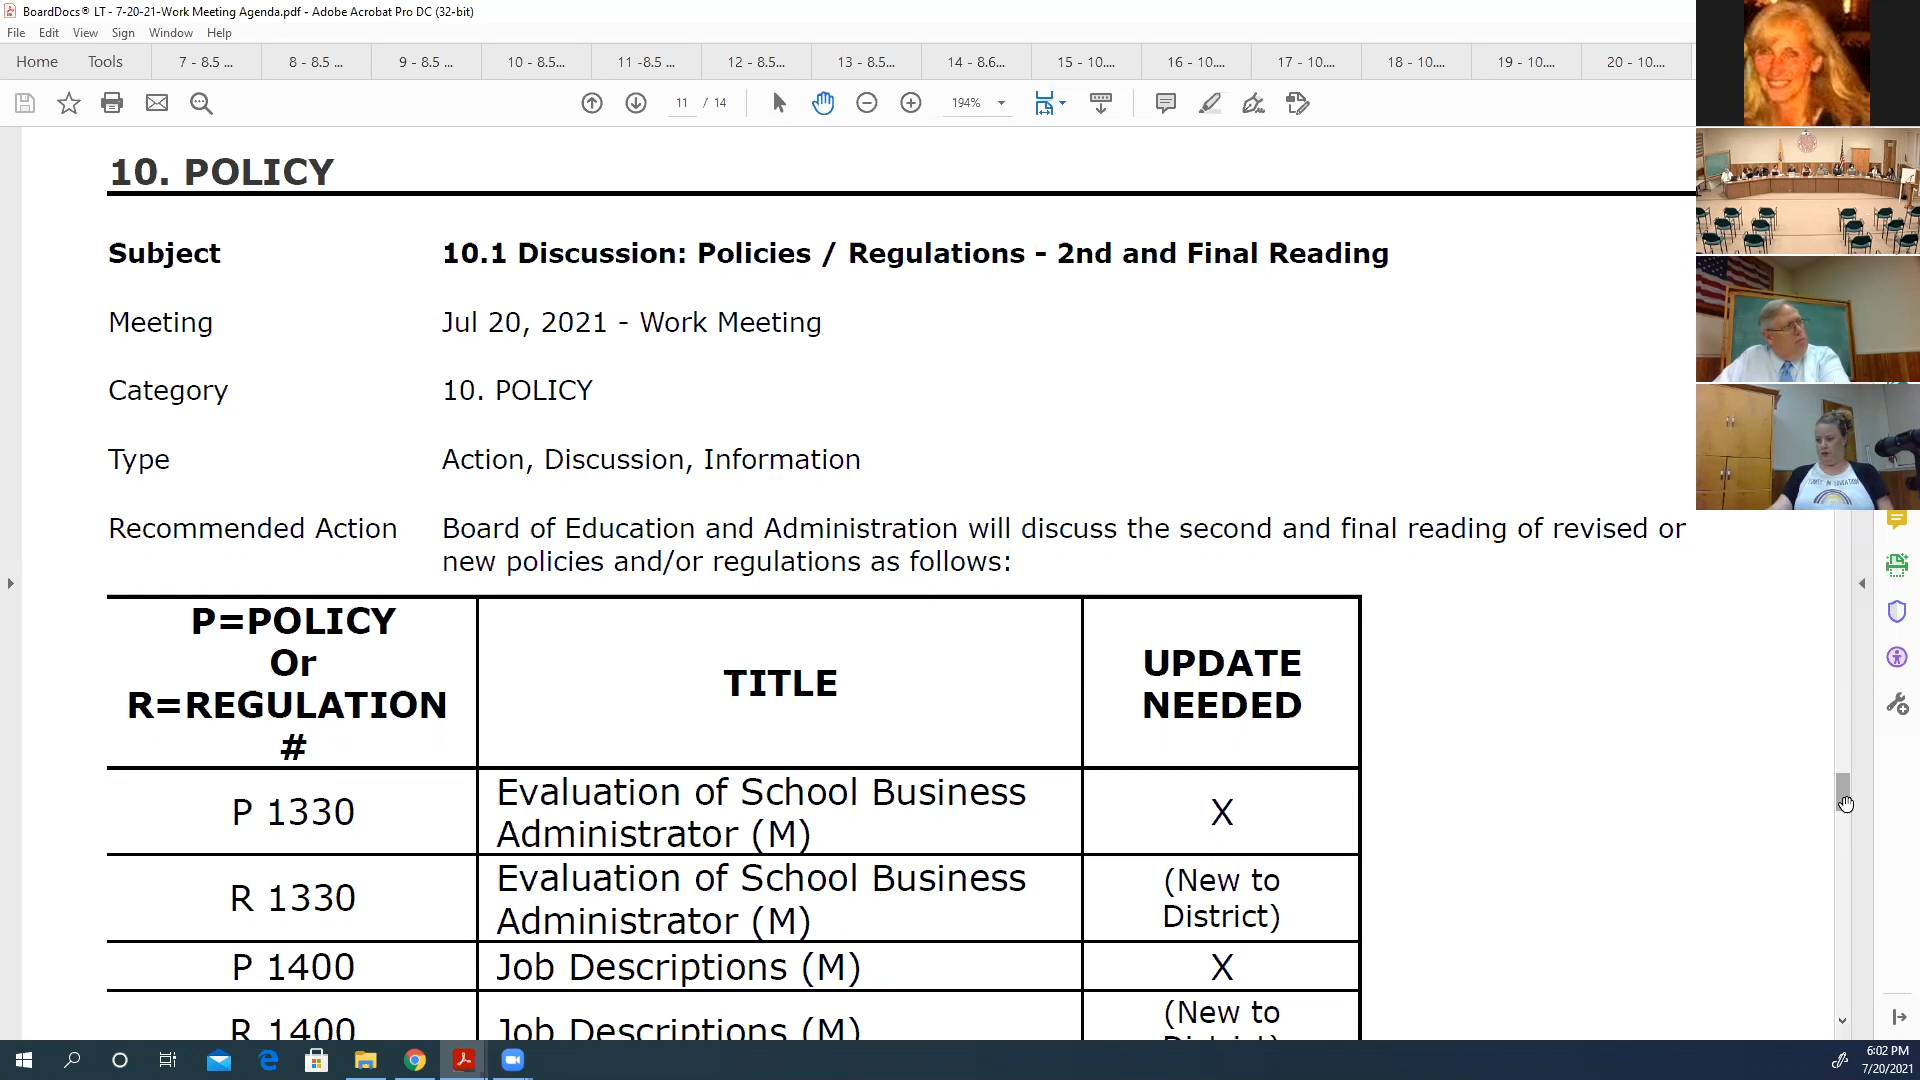 BoardDocs® LT - 7-20-21-Work Meeting Agenda.pdf - Adobe Acrobat Pro DC (32-bit)
File Edit View Sign Window Help
Home Tools 7 - 8.5 ... 8 - 8.5 ... 9 - 8.5 ... 10 - 8.5... 11 -8.5 ... 12 - 8.5... 13 - 8.5... 14 - 8.6... 15 - 10.... 16 - 10.... 17 - 10.... 18 - 10.... 19 - 10.... 20 - 10....
11 / 14 194%
10. POLICY
Subject 10.1 Discussion: Policies / Regulations - 2nd and Final Reading
Meeting Jul 20, 2021 - Work Meeting
Category 10. POLICY
Type Action, Discussion, Information
Recommended Action Board of Education and Administration will discuss the second and final reading of revised or
new policies and/or regulations as follows:
P=POLICY
Or
R=REGULATION
#
TITLE
UPDATE
NEEDED
P 1330
Evaluation of School Business
Administrator (M)
X
R 1330
Evaluation of School Business
Administrator (M)
(New to
District)
P 1400 Job Descriptions (M) X
R 1400 Job Descriptions (M)
(New to
District)
6:02 PM
7/20/2021